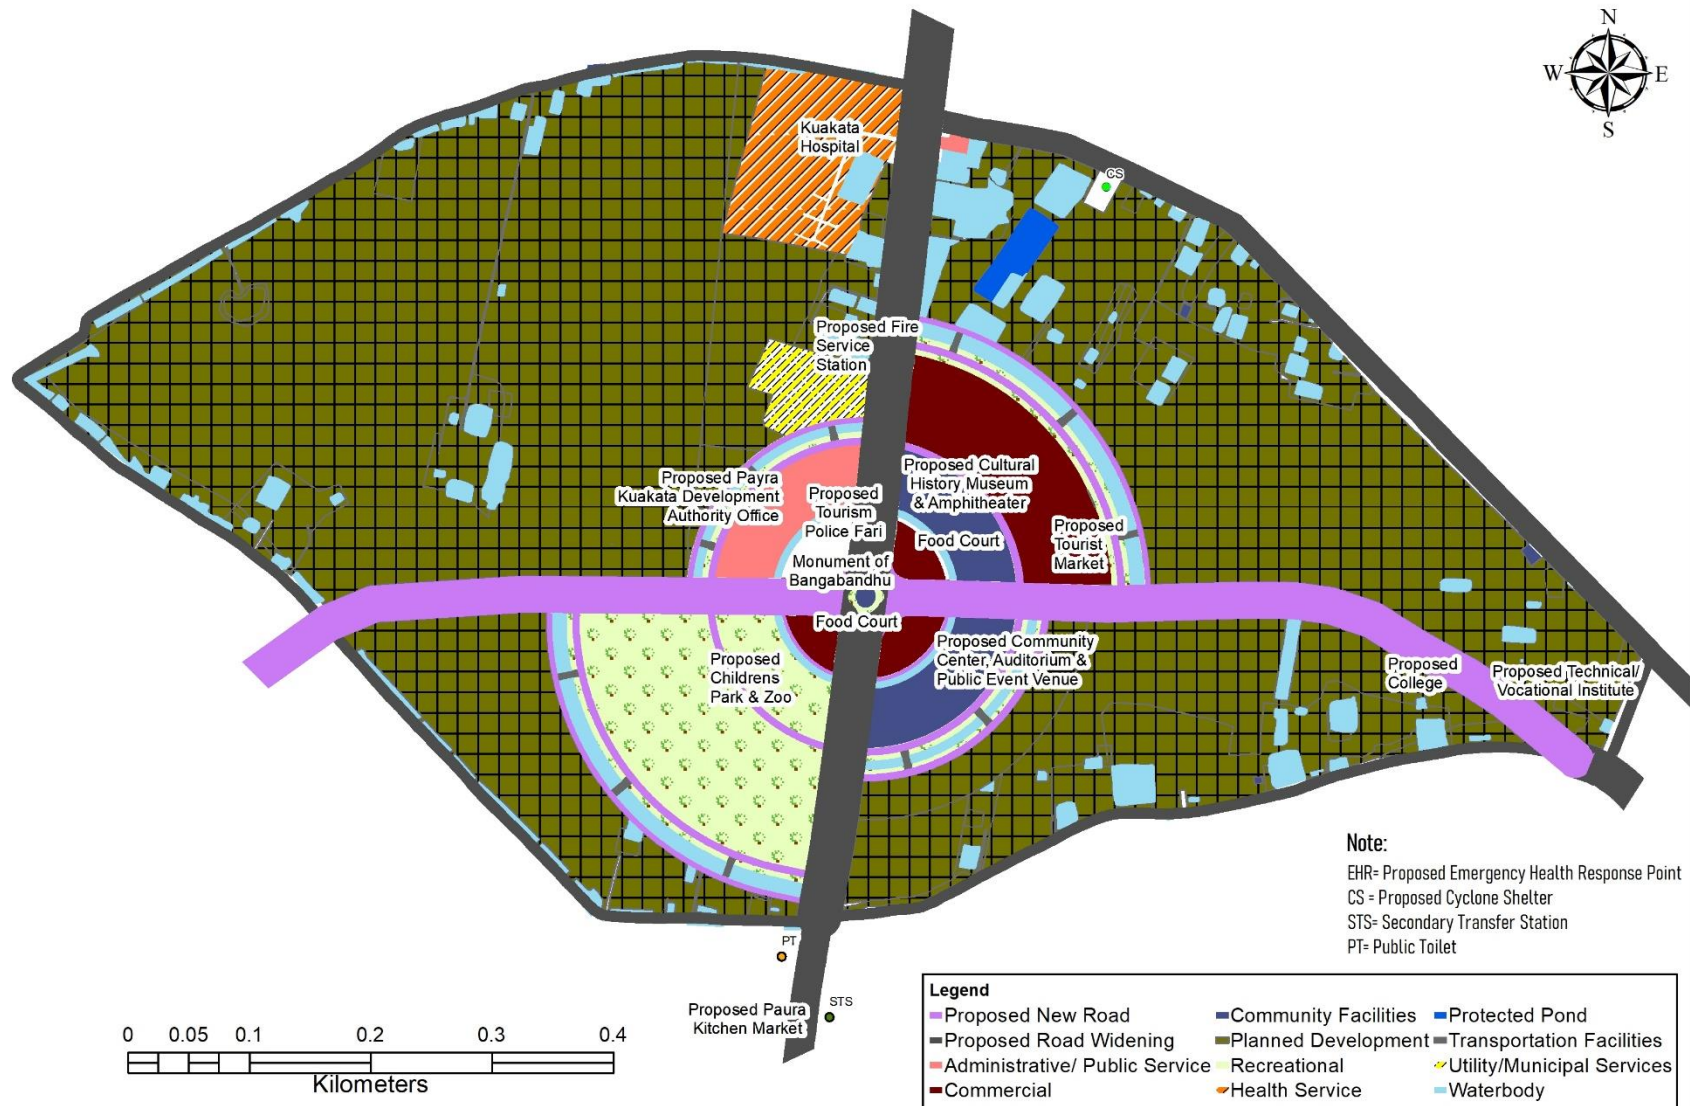 N
W
E
S
Kuakata
Hospital
CS
Proposed Fire
Service
Station
Proposed Payra
Kuakata Development
Authority Office
Proposed
Tourism
Police Fari
Proposed Cultural
History Museum
& Amphitheater
Food Court
Proposed
Tourist
Market
Monument of
Bangabandhu
Food Court
Proposed
Childrens
Park & Zoo
Proposed Community
Center, Auditorium &
Public Event Venue
Proposed
College
Proposed Technical/
Vocational Institute
PT
STS
Proposed Paura
Kitchen Market
0 0.05 0.1 0.2 0.3 0.4
Kilometers
Note:
EHR= Proposed Emergency Health Response Point
CS = Proposed Cyclone Shelter
STS= Secondary Transfer Station
PT= Public Toilet
Legend
Proposed New Road
Proposed Road Widening
Administrative/ Public Service
Commercial
Community Facilities
Planned Development
Recreational
Health Service
Protected Pond
Transportation Facilities
Utility/Municipal Services
Waterbody